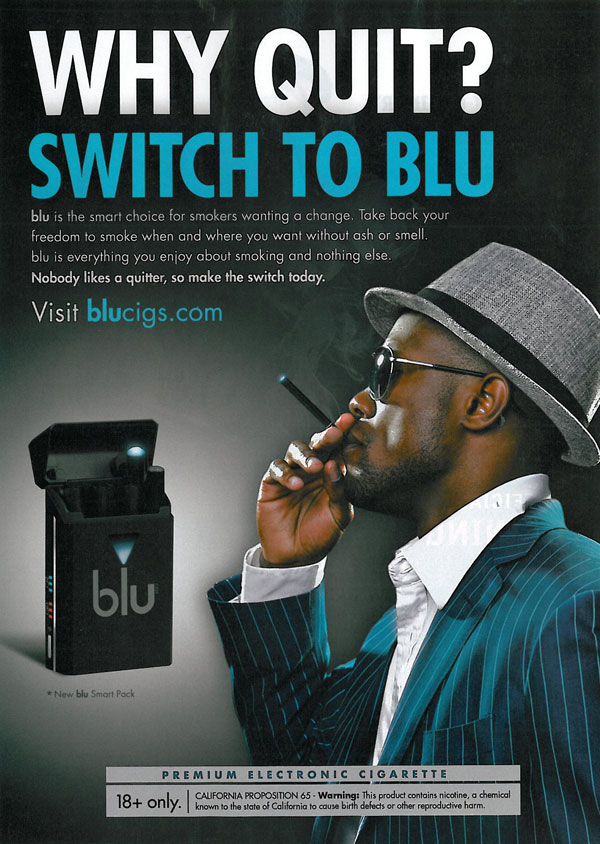 WHY QUIT?
SWITCH TO BLU
blu is the smart choice for smokers wanting a change. Take back your
freedom to smoke when and where you want without ash or smell.
blu is everything you enjoy about smoking and nothing else.
Nobody likes a quitter, so make the switch today.
Visit blucigs.com
blu
* New blu Smart Pack
PREMIUM ELECTRONIC CIGARETTE
18+ only.
CALIFORNIA PROPOSITION 65 - Warning: This product contains nicotine, a chemical
known to the state of California to cause birth defects or other reproductive harm.